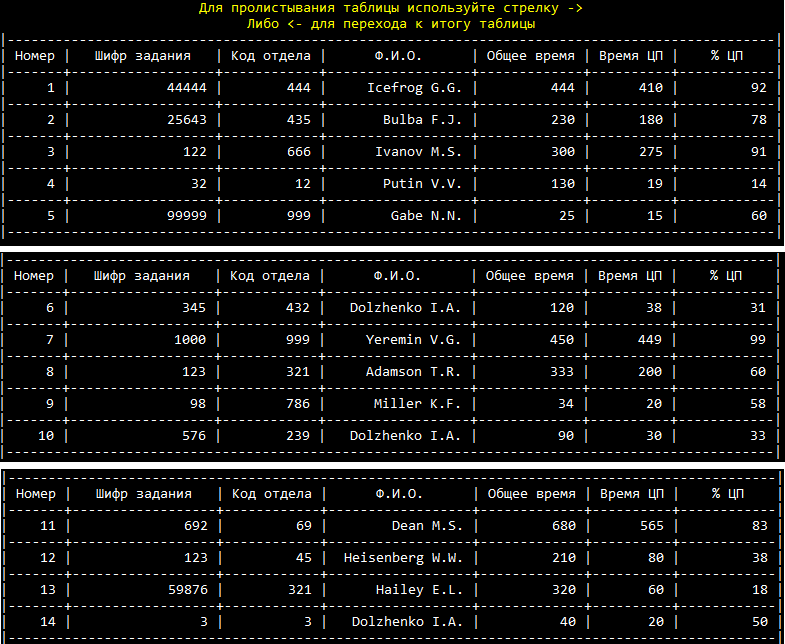 Для пролистывания таблицы используйте стрелку ->
Либо <- для перехода к итогу таблицы
Номер | Шифр задания | Код отдела | Ф.И.О. | Общее время | Время ЦП | % ЦП
1 | 44444 | 444 | Icefrog G.G. | 444 | 410 | 92
2 | 25643 | 435 | Bulba F.J. | 230 | 180 | 78
3 | 122 | 666 | Ivanov M.S. | 300 | 275 | 91
4 | 32 | 12 | Putin V.V. | 130 | 19 | 14
5 | 99999 | 999 | Gabe N.N. | 25 | 15 | 60
Номер | Шифр задания | Код отдела | Ф.И.О. | Общее время | Время ЦП | % ЦП
6 | 345 | 432 | Dolzhenko I.A. | 120 | 38 | 31
7 | 1000 | 999 | Yeremin V.G. | 450 | 449 | 99
8 | 123 | 321 | Adamson T.R. | 333 | 200 | 60
9 | 98 | 786 | Miller K.F. | 34 | 20 | 58
10 | 576 | 239 | Dolzhenko I.A. | 90 | 30 | 33
Номер | Шифр задания | Код отдела | Ф.И.О. | Общее время | Время ЦП | % ЦП
11 | 692 | 69 | Dean M.S. | 680 | 565 | 83
12 | 123 | 45 | Heisenberg W.W. | 210 | 80 | 38
13 | 59876 | 321 | Hailey E.L. | 320 | 60 | 18
14 | 3 | 3 | Dolzhenko I.A. | 40 | 20 | 50